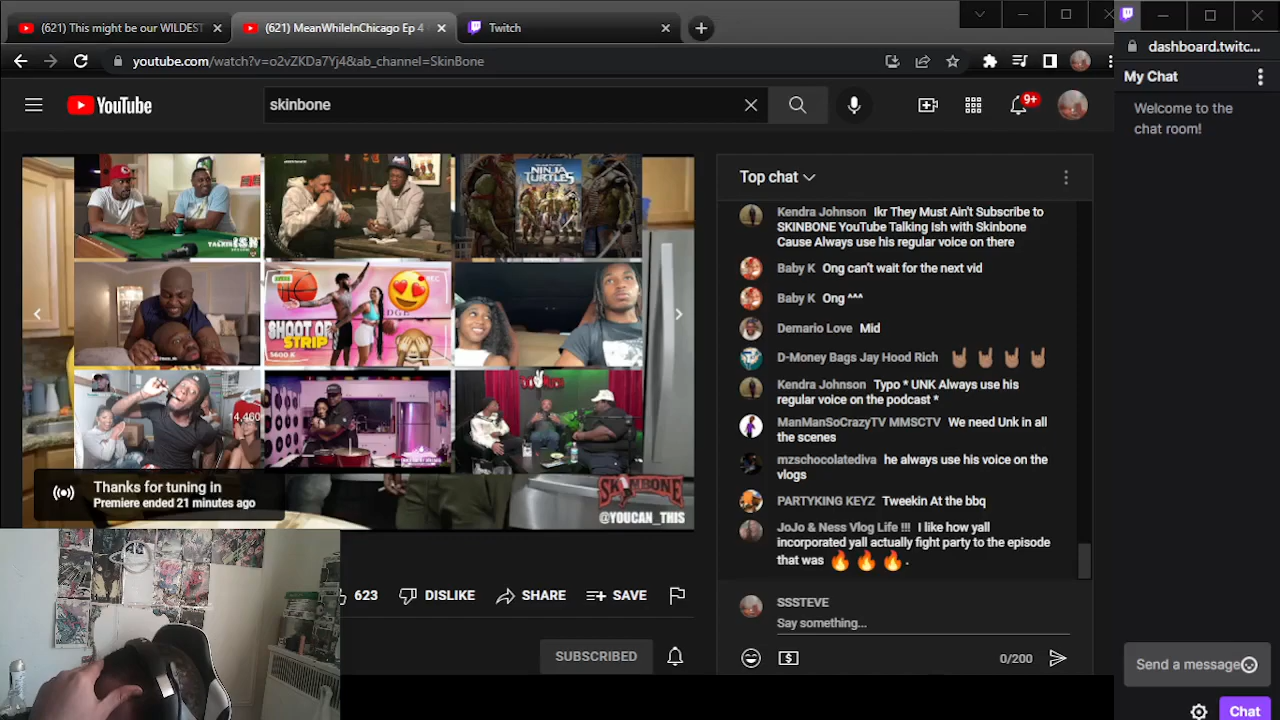 (621) This might be our WILDEST
(621) MeanWhileInChicago Ep 4
Twitch
youtube.com/watch?v=o2vZKDa7Yj4&ab_channel=SkinBone
dashboard.twitc...
YouTube
skinbone
9+
My Chat
Welcome to the
chat room!
Top chat
Kendra Johnson Ikr They Must Ain't Subscribe to
SKINBONE YouTube Talking Ish with Skinbone
Cause Always use his regular voice on there
Baby K Ong can't wait for the next vid
Baby K Ong ^^^
Demario Love Mid
D-Money Bags Jay Hood Rich 🤘🏽 🤘🏽 🤘🏽 🤘🏽
Kendra Johnson Typo * UNK Always use his
regular voice on the podcast *
ManManSoCrazyTV MMSCTV We need Unk in all
the scenes
mzschocolatediva he always use his voice on the
vlogs
PARTYKING KEYZ Tweekin At the bbq
JoJo & Ness Vlog Life !!! I like how yall
incorporated yall actually fight party to the episode
that was 🔥 🔥 🔥 .
SSSTEVE
Say something...
0/200
TALKIN ISH
NINJA
TURTLES
REC
SHOOT OR
STRIP
14,460
Thanks for tuning in
Premiere ended 21 minutes ago
SKINBONE
@YOUCAN_THIS
623
DISLIKE
SHARE
SAVE
SUBSCRIBED
Send a message
Chat